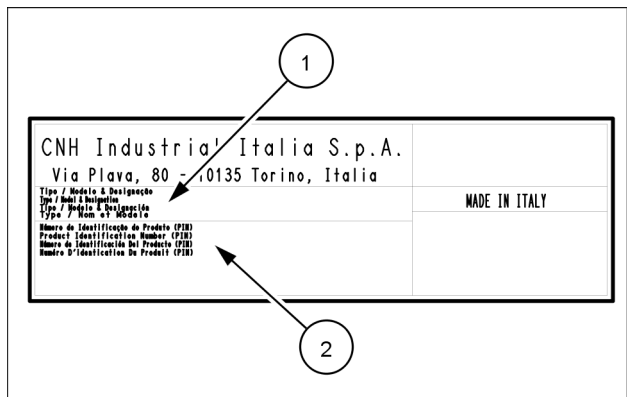 1
CNH Industrial Italia S.p.A.
Via Plava, 80 - 10135 Torino, Italia
Tipo / Modelo & Designação
Type / Model & Designation
Tipo / Modelo & Designación
Type / Nom et Modele
MADE IN ITALY
Número de Identificação do Produto (PIN)
Product Identification Number (PIN)
Número de Identificación Del Producto (PIN)
Numéro D'identication Du Produit (PIN)
2